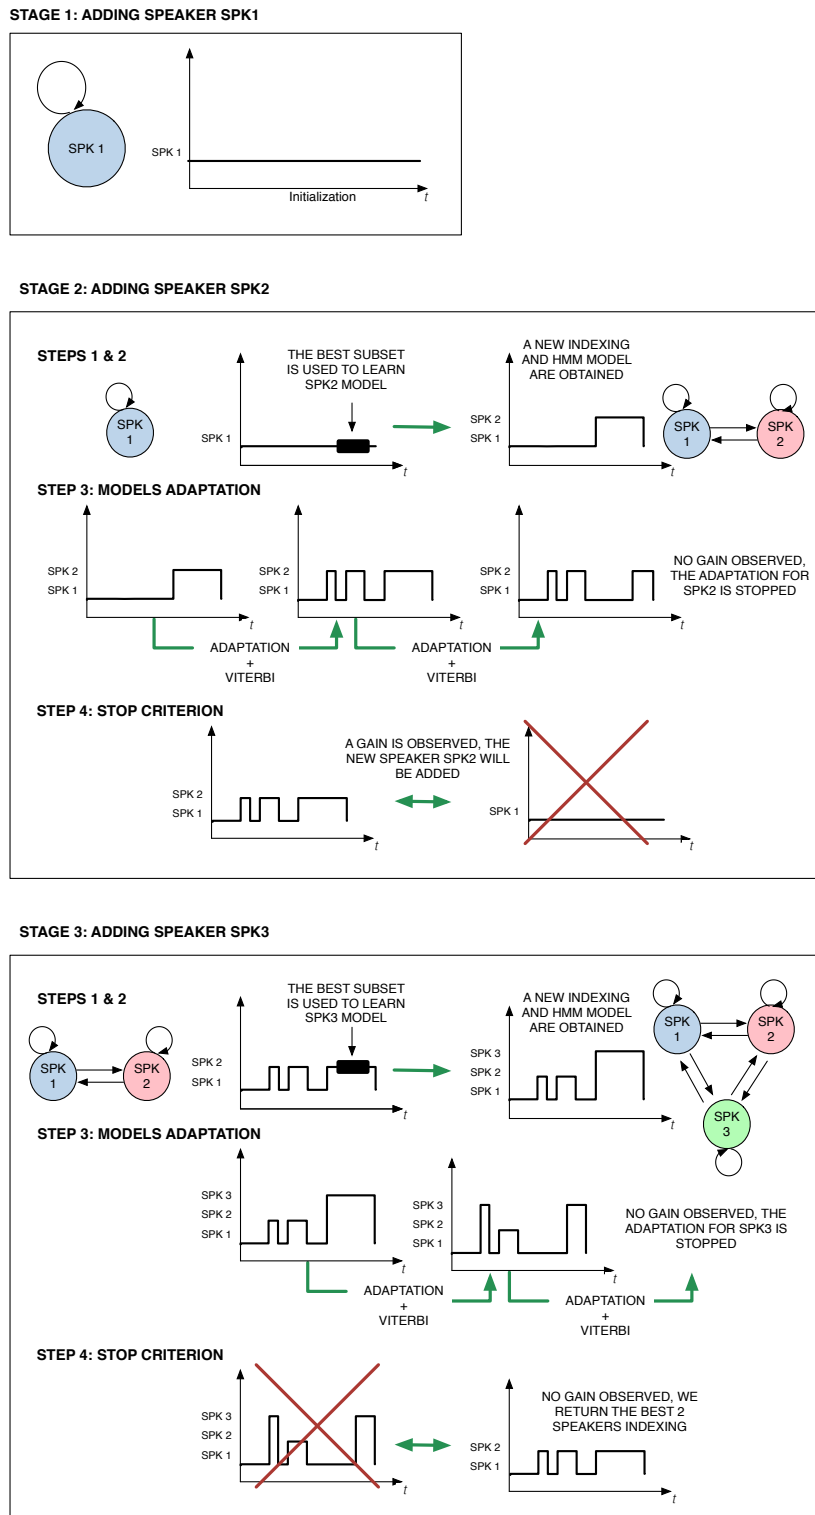 STAGE 1: ADDING SPEAKER SPK1
SPK 1
SPK 1
Initialization
t
STAGE 2: ADDING SPEAKER SPK2
STEPS 1 & 2
SPK
1
SPK 1
THE BEST SUBSET
IS USED TO LEARN
SPK2 MODEL
t
A NEW INDEXING
AND HMM MODEL
ARE OBTAINED
SPK 2
SPK 1
t
SPK
1
SPK
2
STEP 3: MODELS ADAPTATION
SPK 2
SPK 1
t
SPK 2
SPK 1
t
SPK 2
SPK 1
t
NO GAIN OBSERVED,
THE ADAPTATION FOR
SPK2 IS STOPPED
ADAPTATION
+
VITERBI
ADAPTATION
+
VITERBI
STEP 4: STOP CRITERION
SPK 2
SPK 1
t
A GAIN IS OBSERVED, THE
NEW SPEAKER SPK2 WILL
BE ADDED
SPK 1
t
STAGE 3: ADDING SPEAKER SPK3
STEPS 1 & 2
SPK
1
SPK
2
SPK 2
SPK 1
THE BEST SUBSET
IS USED TO LEARN
SPK3 MODEL
t
A NEW INDEXING
AND HMM MODEL
ARE OBTAINED
SPK 3
SPK 2
SPK 1
t
SPK
1
SPK
2
SPK
3
STEP 3: MODELS ADAPTATION
SPK 3
SPK 2
SPK 1
t
SPK 3
SPK 2
SPK 1
t
NO GAIN OBSERVED, THE
ADAPTATION FOR SPK3 IS
STOPPED
ADAPTATION
+
VITERBI
ADAPTATION
+
VITERBI
STEP 4: STOP CRITERION
SPK 3
SPK 2
SPK 1
t
NO GAIN OBSERVED, WE
RETURN THE BEST 2
SPEAKERS INDEXING
SPK 2
SPK 1
t